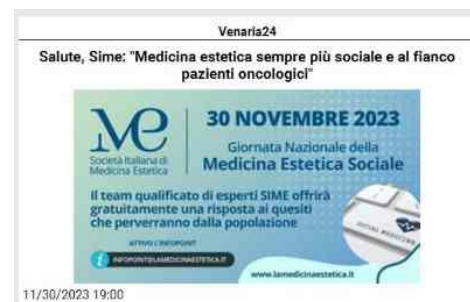 Venaria24
Salute, Sime: "Medicina estetica sempre più sociale e al fianco
pazienti oncologici"
Società Italiana di
Medicina Estetica
30 NOVEMBRE 2023
Giornata Nazionale della
Medicina Estetica Sociale
Il team qualificato di esperti SIME offrirà
gratuitamente una risposta ai quesiti
che perverranno dalla popolazione
ATTIVO L'INFOPOINT
INFOPOINT@LAMEDICINAESTETICA.IT
SOCIAL MEDICINE
www.lamedicinaestetica.it
11/30/2023 19:00